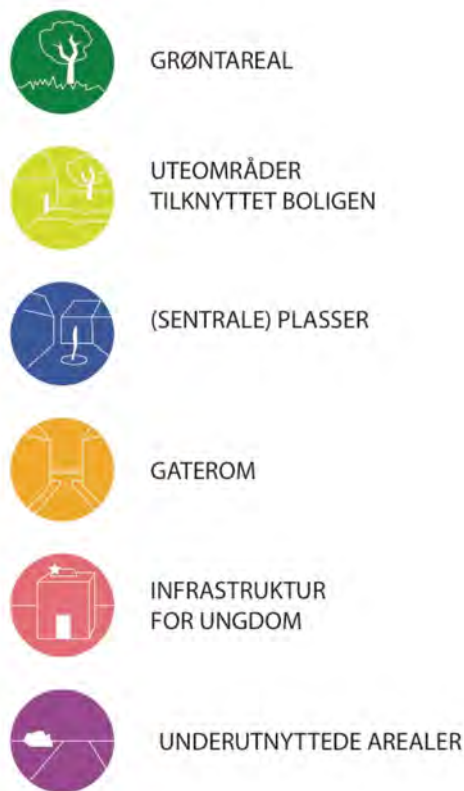 GRØNTAREAL
UTEOMRÅDER
TILKNYTTET BOLIGEN
(SENTRALE) PLASSER
GATEROM
INFRASTRUKTUR
FOR UNGDOM
UNDERUTNYTTEDE AREALER